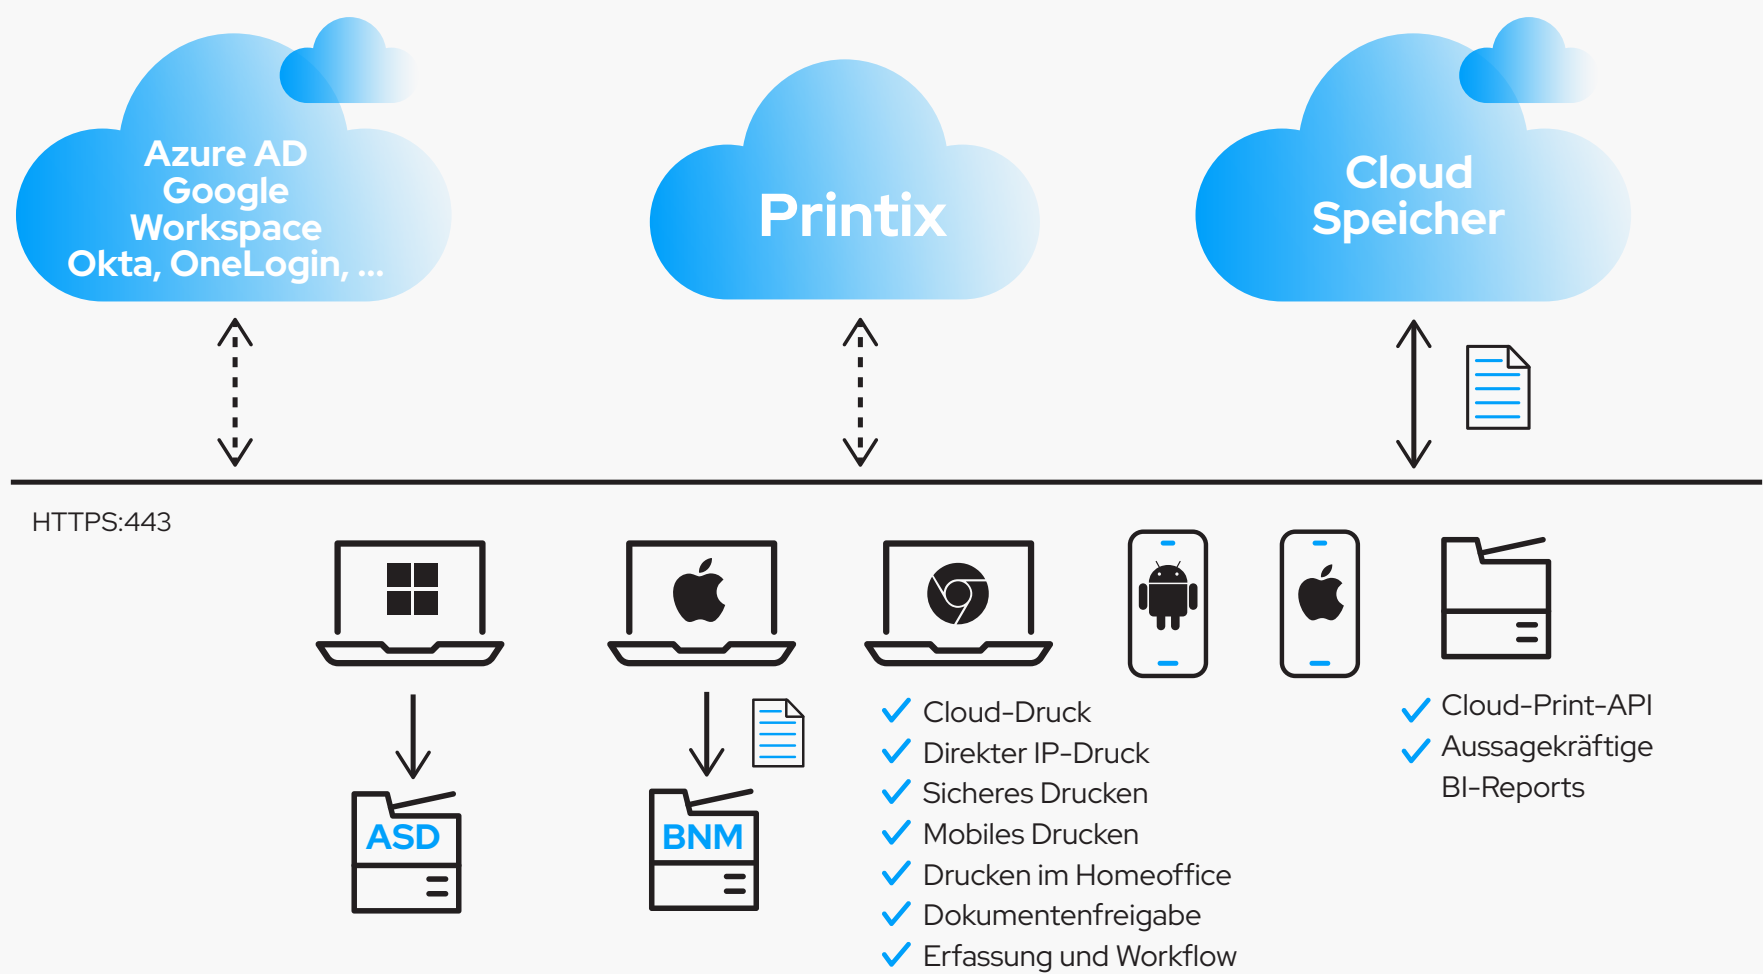 Azure AD
Google
Workspace
Okta, OneLogin, ...
Printix
Cloud
Speicher
HTTPS:443
ASD
BNM
Cloud-Druck
Direkter IP-Druck
Sicheres Drucken
Mobiles Drucken
Drucken im Homeoffice
Dokumentenfreigabe
Erfassung und Workflow
Cloud-Print-API
Aussagekräftige
BI-Reports